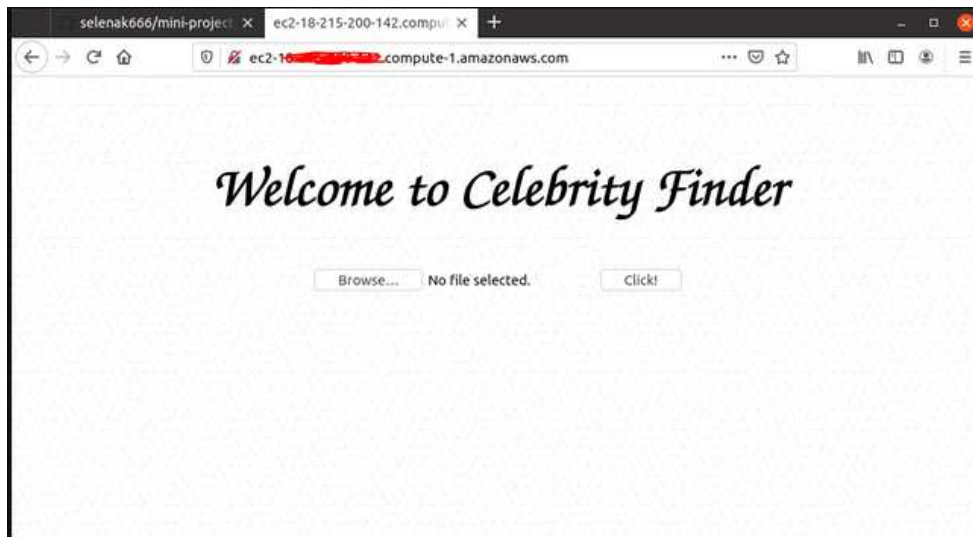 selenak666/mini-project
ec2-18-215-200-142.compu
ec2-1 .compute-1.amazonaws.com
Welcome to Celebrity Finder
Browse... No file selected. Click!